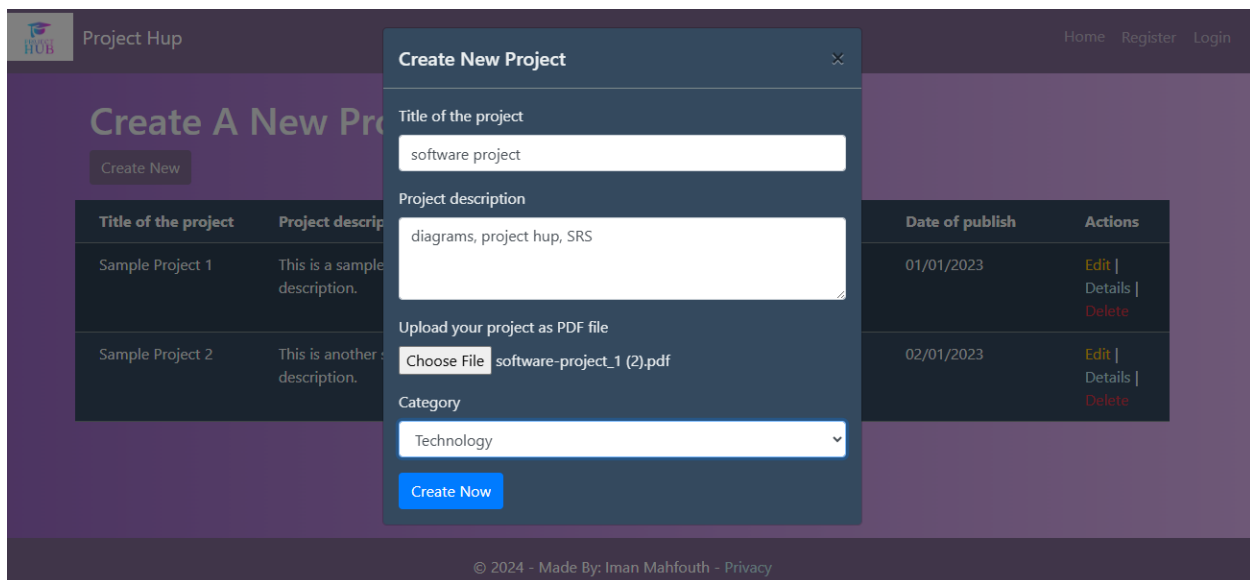 PROJECT
HUB
Project Hup
Home Register Login
Create New Project
×
Create A New Pro
Create New
Title of the project
software project
Project description
diagrams, project hup, SRS
Upload your project as PDF file
Choose File software-project_1 (2).pdf
Category
Technology
Create Now
Title of the project Project descrip Date of publish Actions
Sample Project 1 This is a sample 01/01/2023 Edit |
description. Details |
Delete
Sample Project 2 This is another 02/01/2023 Edit |
description. Details |
Delete
© 2024 - Made By: Iman Mahfouth - Privacy